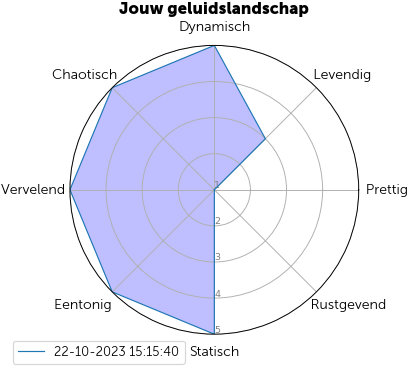 Jouw geluidslandschap
Dynamisch
Chaotisch
Levendig
Vervelend
1
Prettig
2
3
4
Eentonig
Rustgevend
5
22-10-2023 15:15:40
Statisch